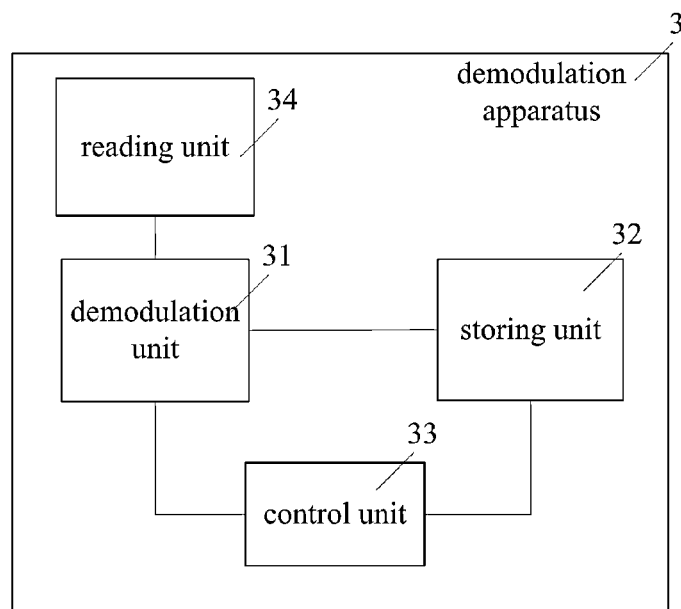 3
demodulation
apparatus
34
reading unit
31
demodulation
unit
32
storing unit
33
control unit